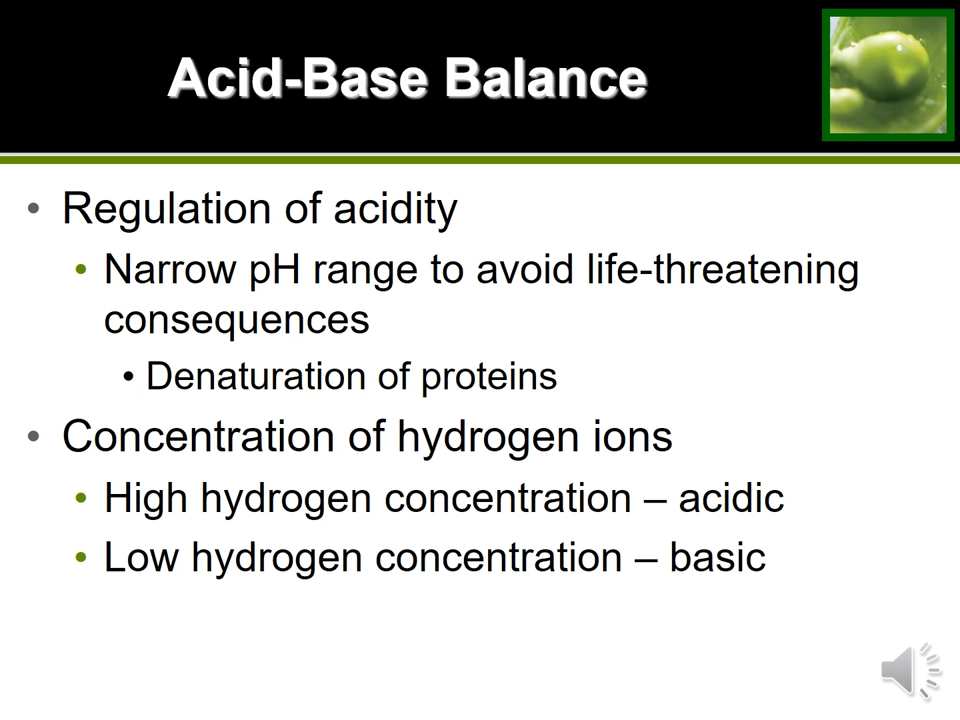 Acid-Base Balance
• Regulation of acidity
• Narrow pH range to avoid life-threatening
consequences
• Denaturation of proteins
• Concentration of hydrogen ions
• High hydrogen concentration – acidic
• Low hydrogen concentration – basic